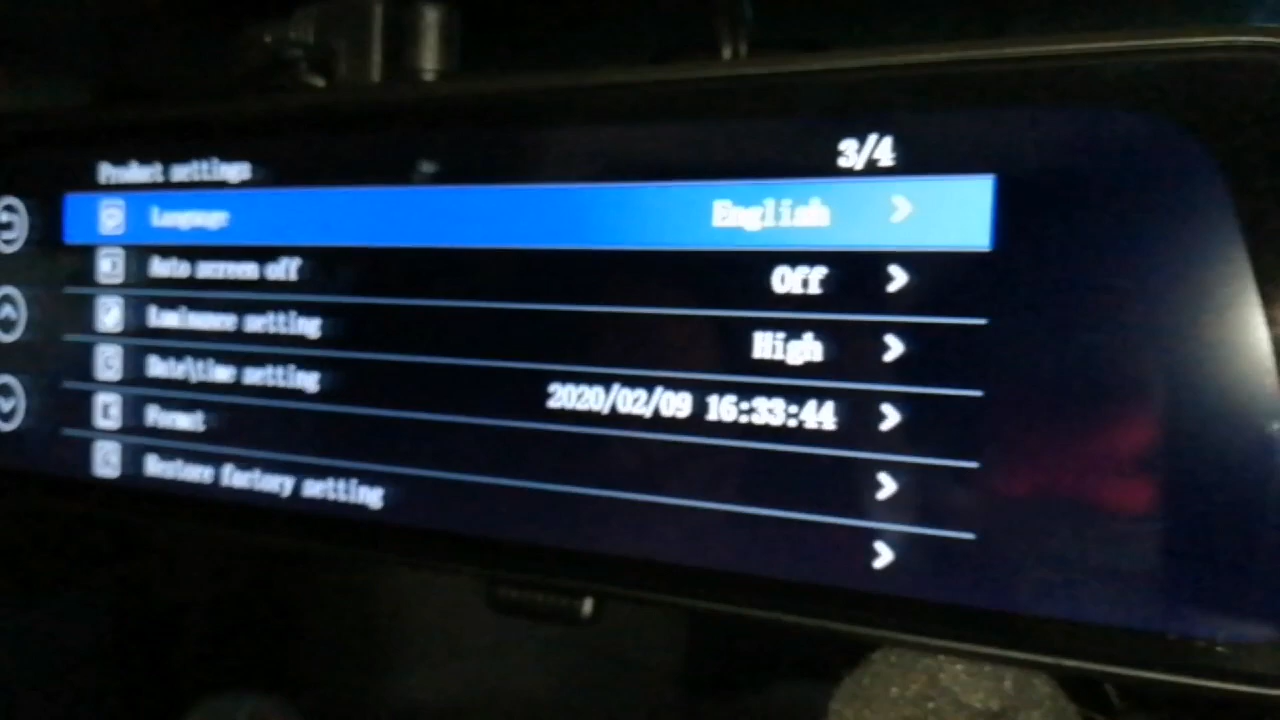 Product settings 3/4
Language English
Auto screen off Off
Luminance setting High
Date\time setting 2020/02/09 16:33:44
Format
Restore factory setting